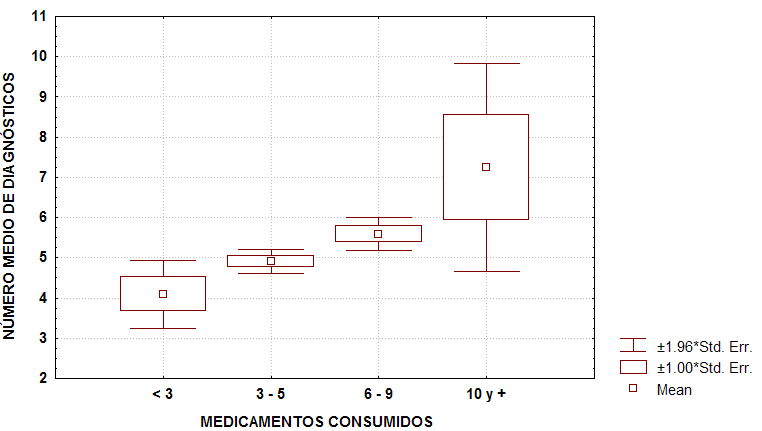 11
10
9
8
7
6
5
4
3
2
NÚMERO MEDIO DE DIAGNÓSTICOS
< 3 3 - 5 6 - 9 10 y +
MEDICAMENTOS CONSUMIDOS
±1.96*Std. Err.
±1.00*Std. Err.
Mean